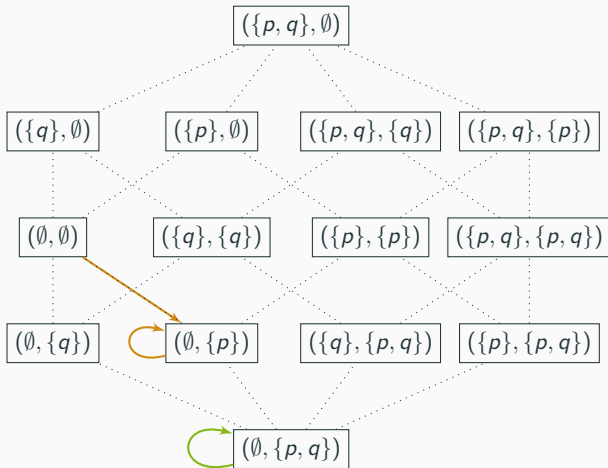 ({p, q}, ∅)
({q}, ∅) ({p}, ∅) ({p, q}, {q}) ({p, q}, {p})
(∅, ∅) ({q}, {q}) ({p}, {p}) ({p, q}, {p, q})
(∅, {q}) (∅, {p}) ({q}, {p, q}) ({p}, {p, q})
(∅, {p, q})